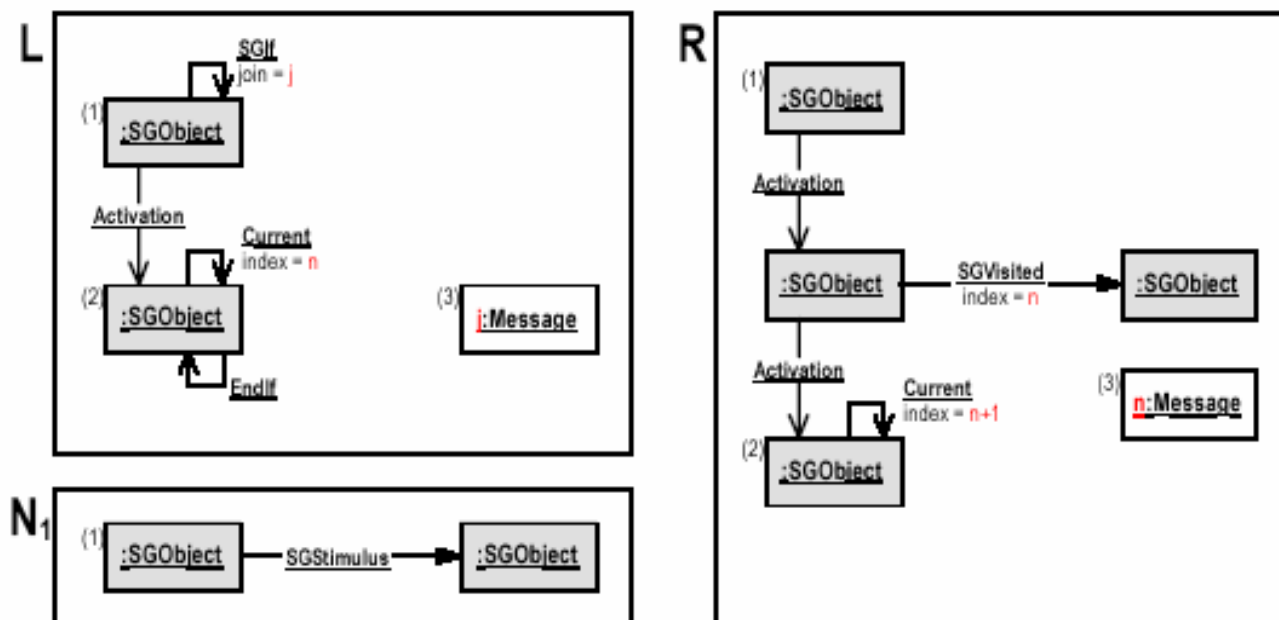 L
SGIf
join = j
(1)
:SGObject
Activation
Current
index = n
(2)
:SGObject
(3)
j:Message
EndIf
N1
(1)
:SGObject
SGStimulus
:SGObject
R
(1)
:SGObject
Activation
:SGObject
SGVisited
index = n
:SGObject
Activation
Current
index = n+1
(3)
n:Message
(2)
:SGObject